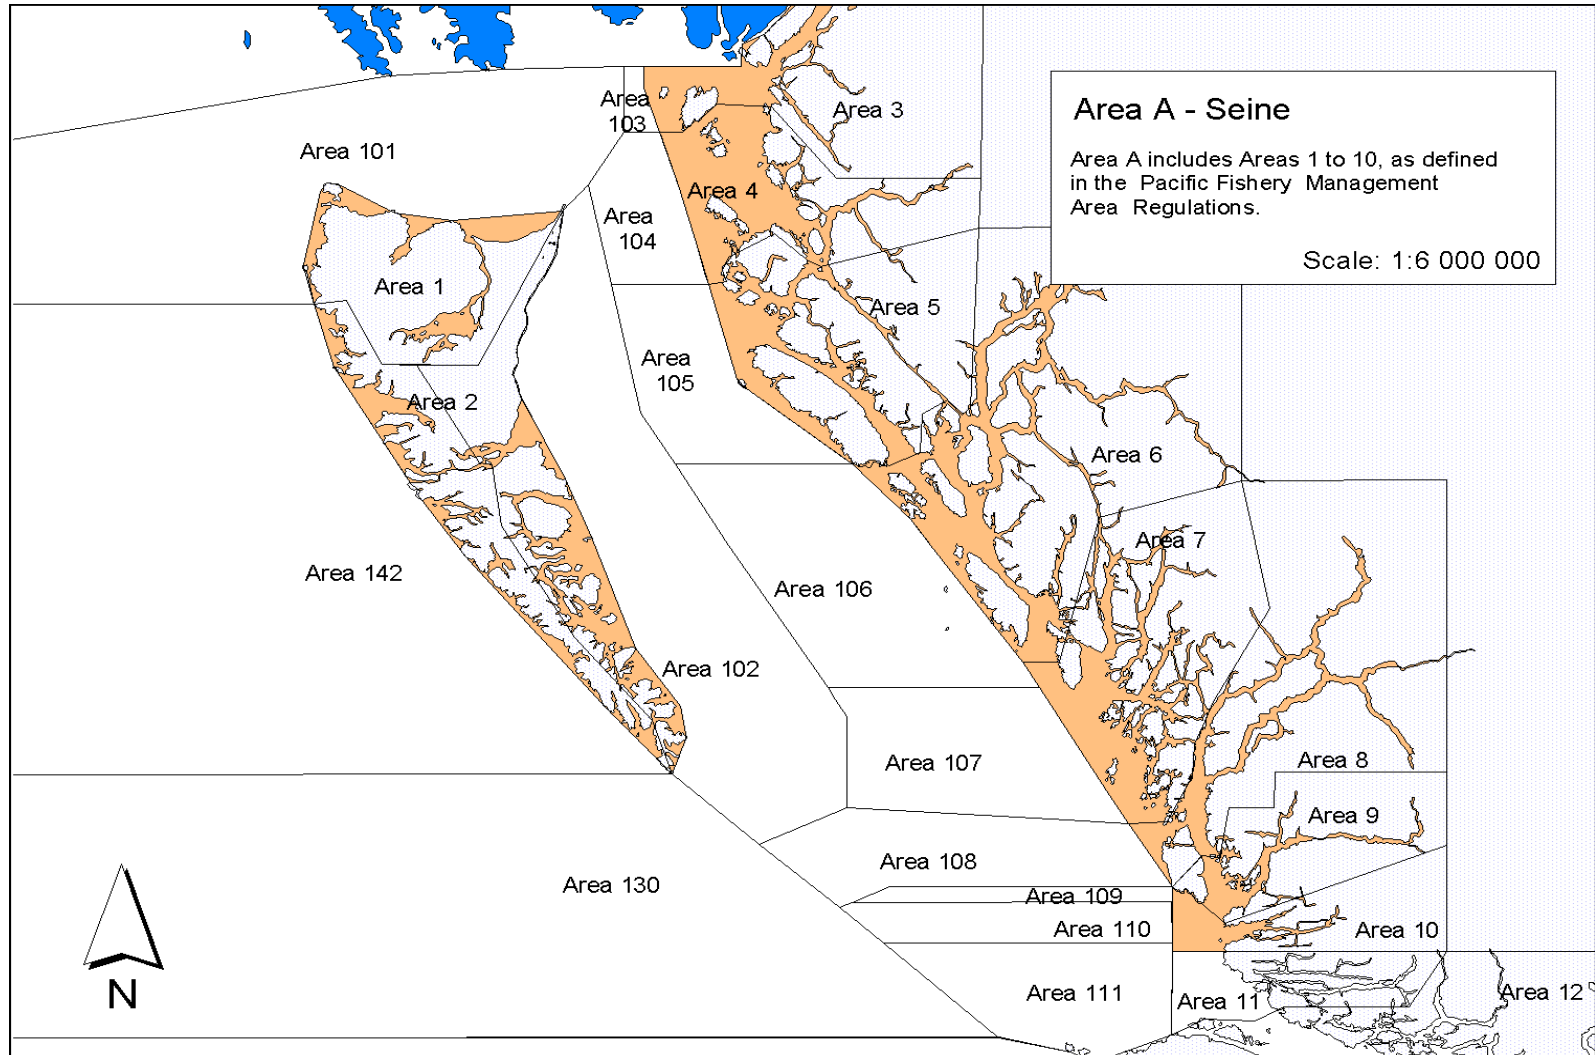 Area A - Seine
Area A includes Areas 1 to 10, as defined
in the Pacific Fishery Management
Area Regulations.
Scale: 1:6 000 000
Area
103
Area 3
Area 101
Area 4
Area
104
Area 1
Area 5
Area
105
Area 2
Area 6
Area 7
Area 142
Area 106
Area 102
Area 107
Area 8
Area 9
Area 108
Area 130
Area 109
Area 110
Area 10
Area 111
Area 11
Area 12
N